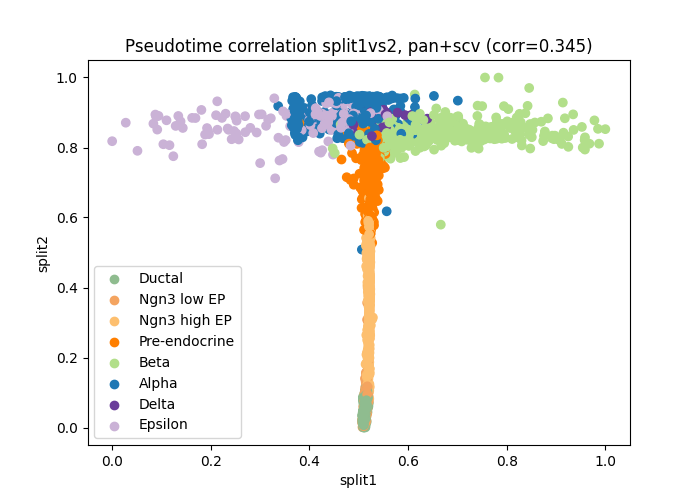 Pseudotime correlation split1vs2, pan+scv (corr=0.345)
1.0
0.8
0.6
0.4
0.2
0.0
split2
Ductal
Ngn3 low EP
Ngn3 high EP
Pre-endocrine
Beta
Alpha
Delta
Epsilon
0.0 0.2 0.4 0.6 0.8 1.0
split1